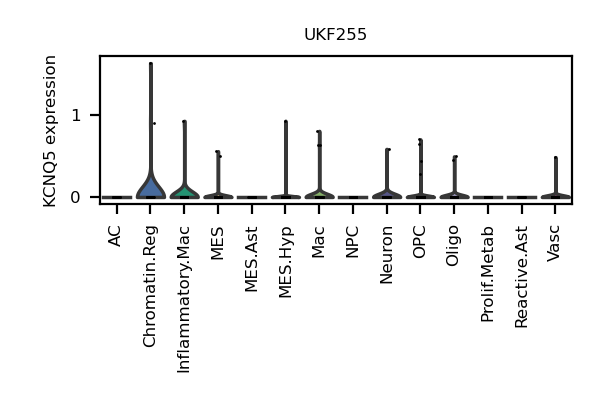 UKF255
KCNQ5 expression
1
0
AC
Chromatin.Reg
Inflammatory.Mac
MES
MES.Ast
MES.Hyp
Mac
NPC
Neuron
OPC
Oligo
Prolif.Metab
Reactive.Ast
Vasc